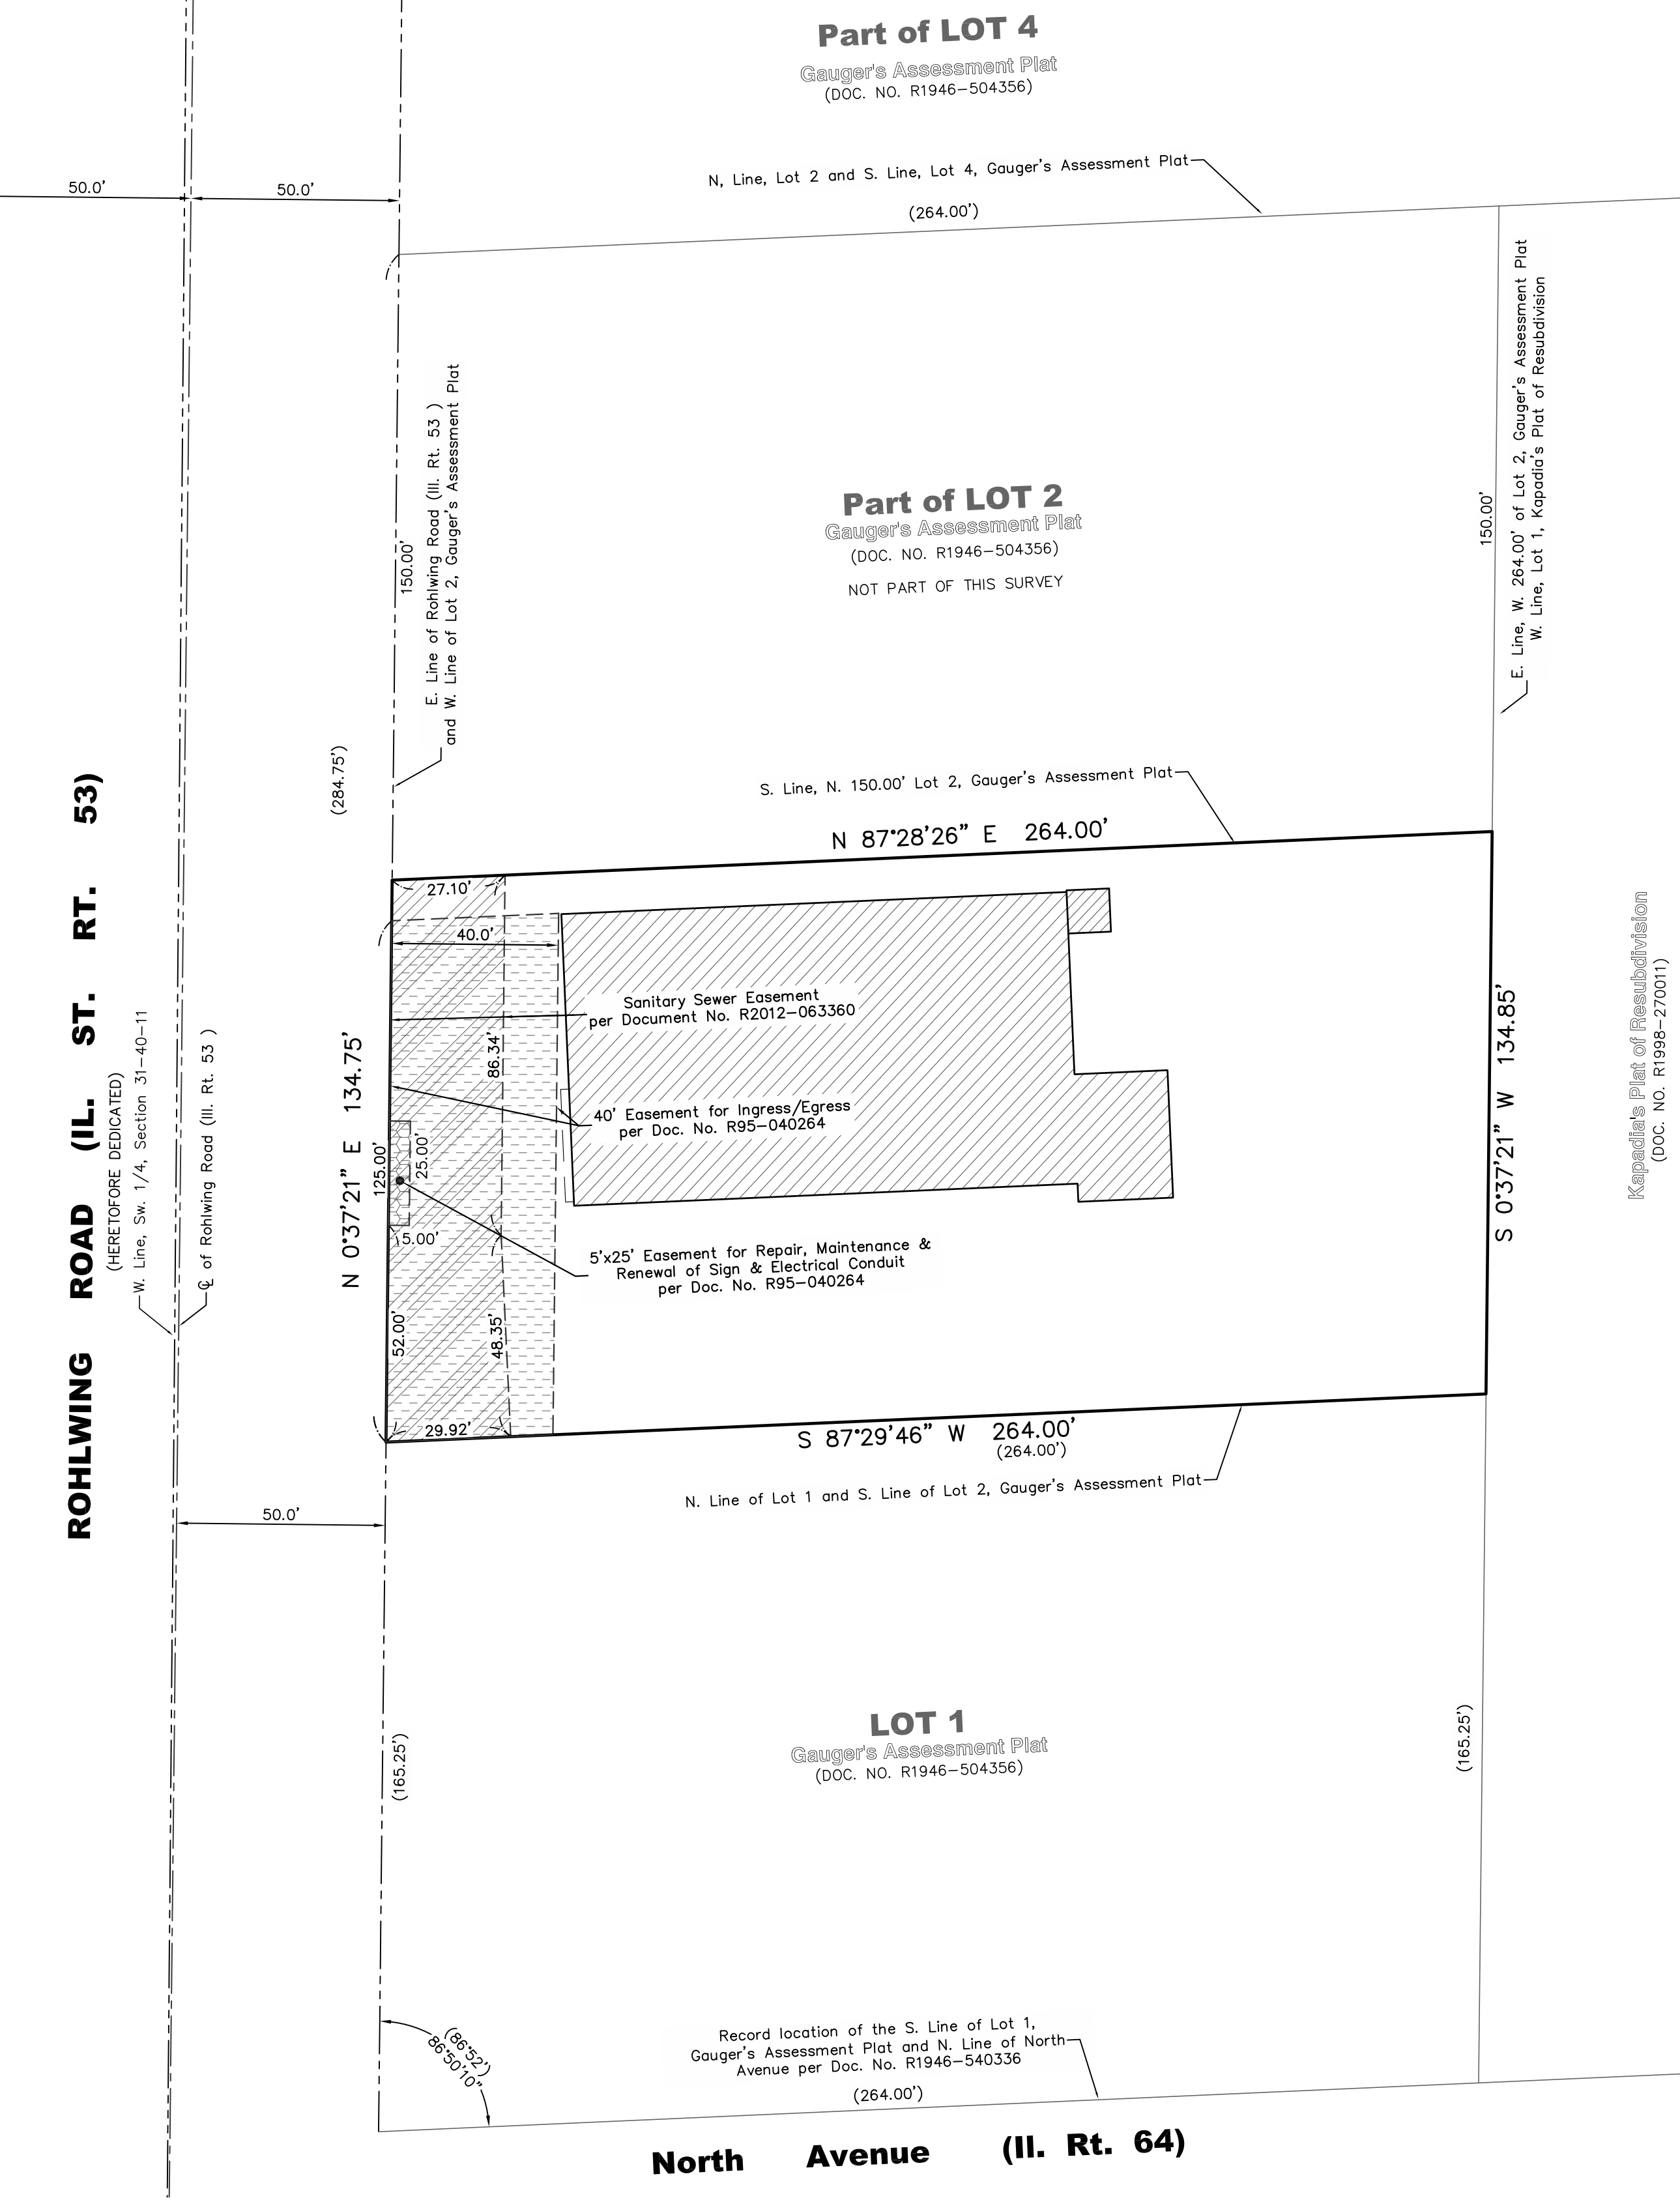 Part of LOT 4
Gauger's Assessment Plat
(DOC. NO. R1946-504356)
N, Line, Lot 2 and S. Line, Lot 4, Gauger's Assessment Plat
(264.00')
50.0'
50.0'
E. Line of Rohlwing Road (Ill. Rt. 53 )
and W. Line of Lot 2, Gauger's Assessment Plat
150.00'
(284.75')
Part of LOT 2
Gauger's Assessment Plat
(DOC. NO. R1946-504356)
NOT PART OF THIS SURVEY
150.00'
E. Line, W. 264.00' of Lot 2, Gauger's Assessment Plat
W. Line, Lot 1, Kapadia's Plat of Resubdivision
S. Line, N. 150.00' Lot 2, Gauger's Assessment Plat
N 87°28'26" E 264.00'
ROHLWING ROAD (IL. ST. RT. 53)
(HERETOFORE DEDICATED)
W. Line, Sw. 1/4, Section 31-40-11
℄ of Rohlwing Road (Ill. Rt. 53 )
N 0°37'21" E 134.75'
27.10'
40.0'
Sanitary Sewer Easement
per Document No. R2012-063360
86.34'
40' Easement for Ingress/Egress
per Doc. No. R95-040264
125.00'
25.00'
5.00'
5'x25' Easement for Repair, Maintenance &
Renewal of Sign & Electrical Conduit
per Doc. No. R95-040264
52.00'
48.35'
29.92'
S 0°37'21" W 134.85'
Kapadia's Plat of Resubdivision
(DOC. NO. R1998-270011)
S 87°29'46" W 264.00'
(264.00')
N. Line of Lot 1 and S. Line of Lot 2, Gauger's Assessment Plat
50.0'
LOT 1
Gauger's Assessment Plat
(DOC. NO. R1946-504356)
(165.25')
(165.25')
(86°52')
86°50'10"
Record location of the S. Line of Lot 1,
Gauger's Assessment Plat and N. Line of North
Avenue per Doc. No. R1946-540336
(264.00')
North Avenue (Il. Rt. 64)